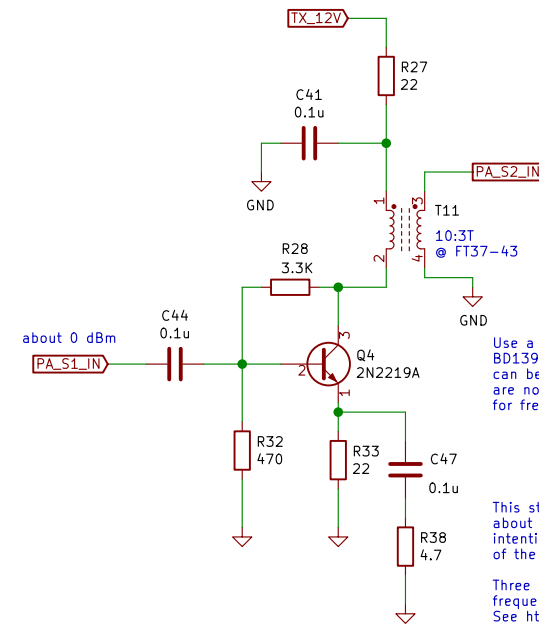 TX_12V
R27
22
C41
0.1u
GND
PA_S2_IN
1
3
T11
10:3T
@ FT37-43
2
4
GND
R28
3.3K
C44
0.1u
about 0 dBm
PA_S1_IN
3
Q4
2N2219A
2
1
Use a
BD139
can be
are no
for fre
R32
470
R33
22
C47
0.1u
R38
4.7
This st
about
intenti
of the
Three
freque
See ht